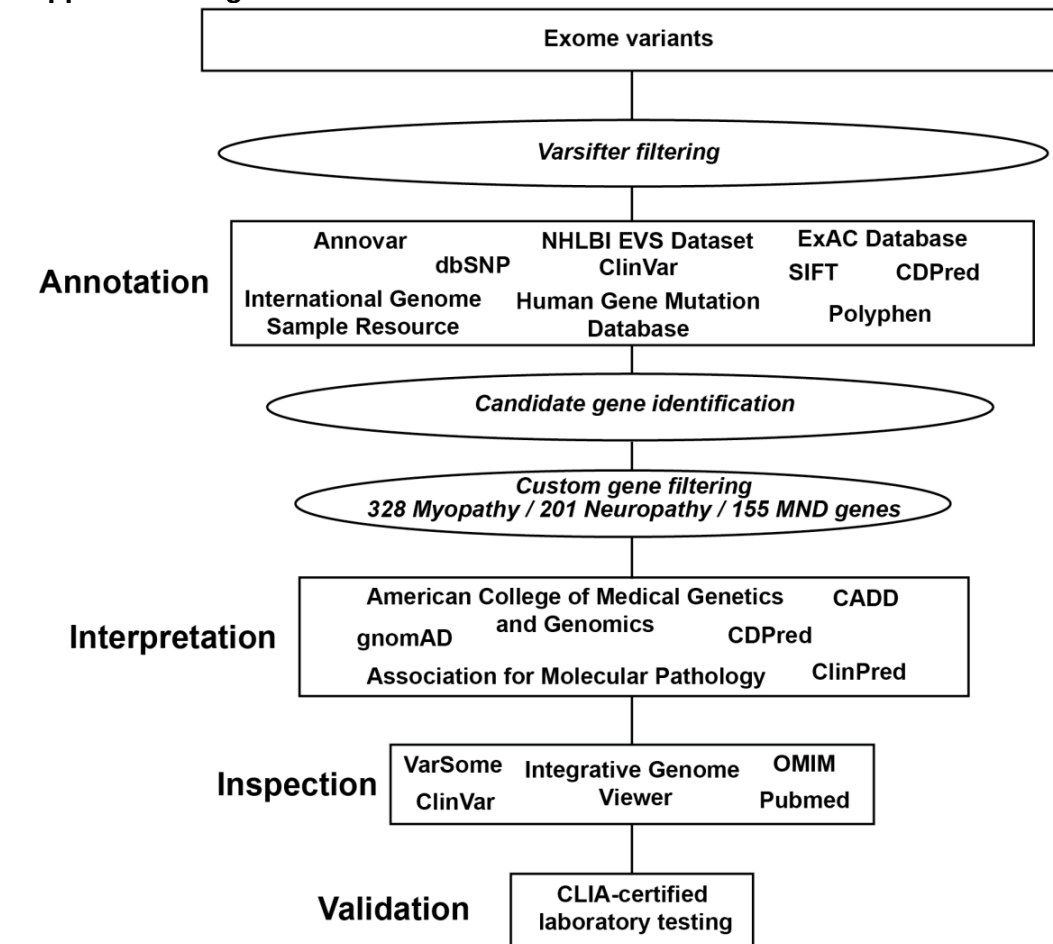 Exome variants
Varsifter filtering
Annotation
Annovar
dbSNP
NHLBI EVS Dataset
ClinVar
ExAC Database
SIFT
CDPred
International Genome
Sample Resource
Human Gene Mutation
Database
Polyphen
Candidate gene identification
Custom gene filtering
328 Myopathy / 201 Neuropathy / 155 MND genes
Interpretation
American College of Medical Genetics
and Genomics
CADD
gnomAD
CDPred
Association for Molecular Pathology
ClinPred
Inspection
VarSome
Integrative Genome
Viewer
OMIM
ClinVar
Pubmed
Validation
CLIA-certified
laboratory testing